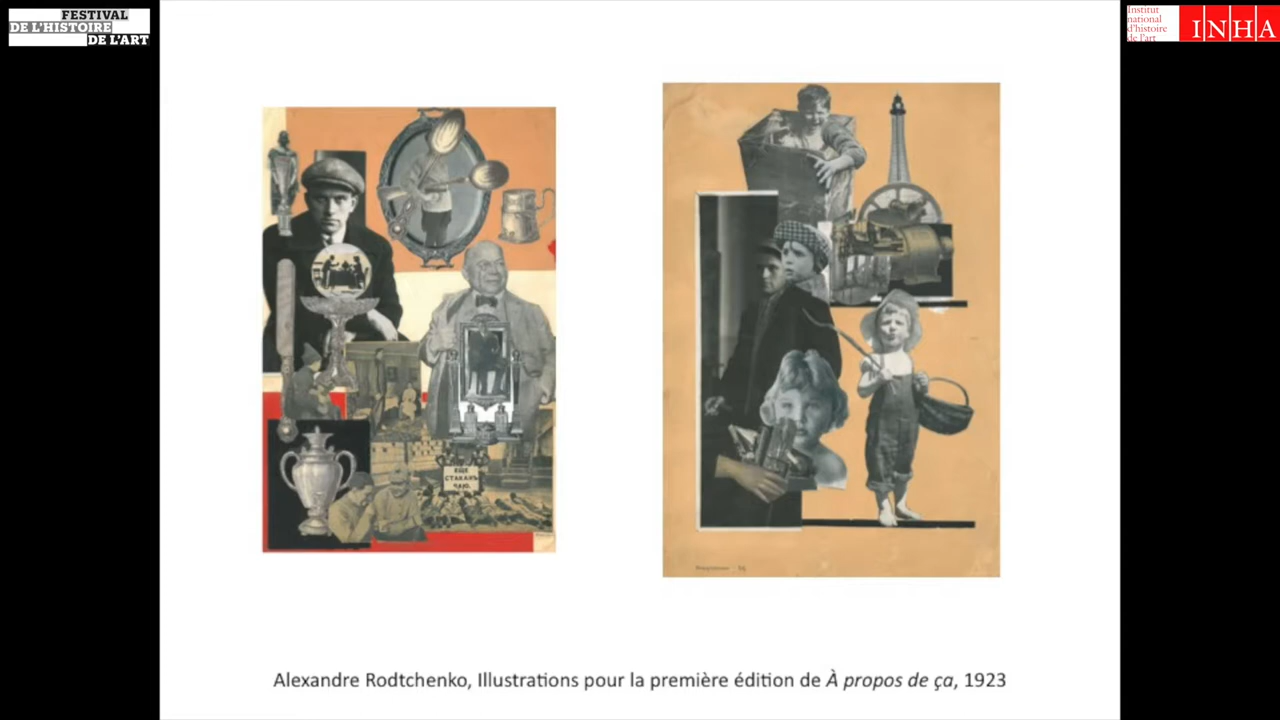 FESTIVAL
DE L'HISTOIRE
DE L'ART
Institut
national
d'histoire
de l'art
INHA
ЕЩЕ
СТАКАНЪ
ЧАЮ.
Alexandre Rodtchenko, Illustrations pour la première édition de À propos de ça, 1923